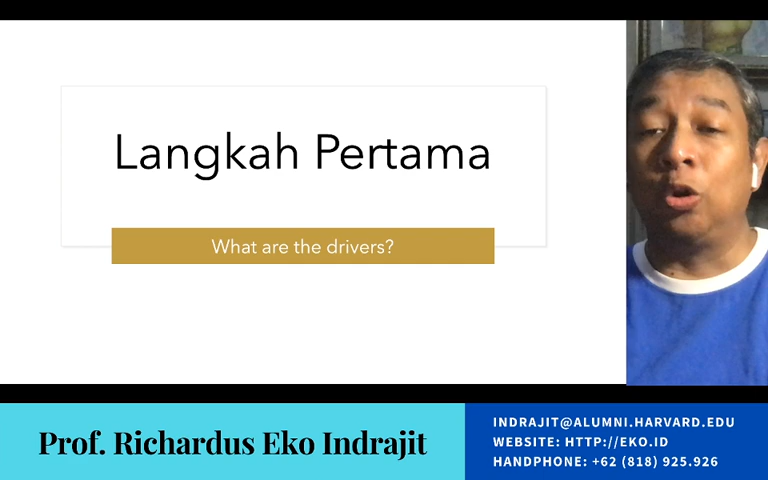 Langkah Pertama
What are the drivers?
Prof. Richardus Eko Indrajit
INDRAJIT@ALUMNI.HARVARD.EDU
WEBSITE: HTTP://EKO.ID
HANDPHONE: +62 (818) 925.926